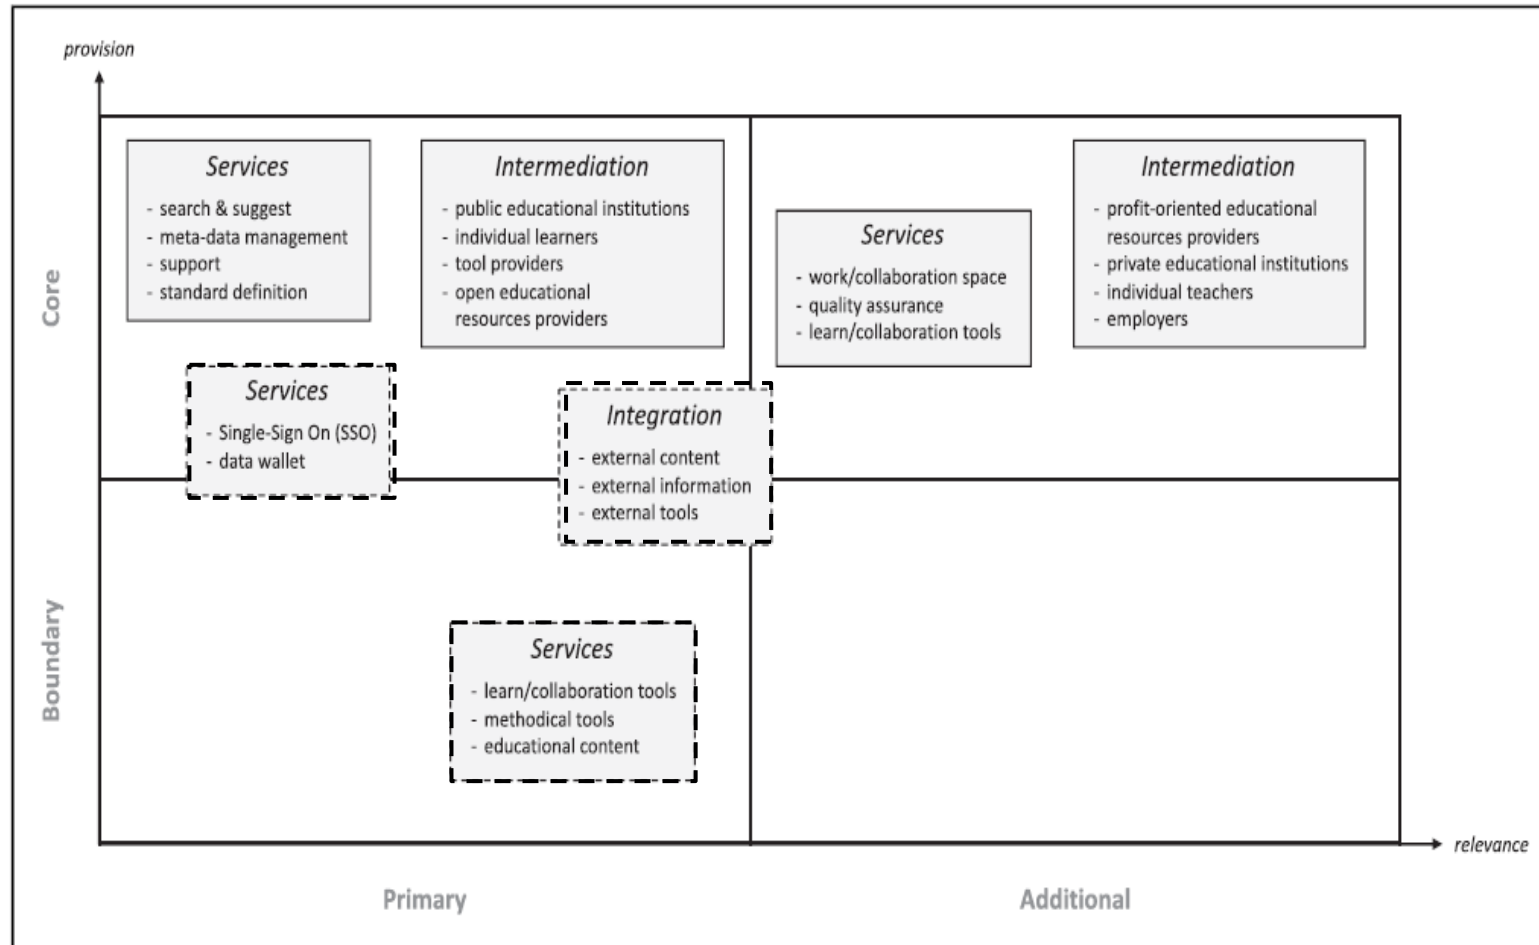 provision
Services
- search & suggest
- meta-data management
- support
- standard definition
Intermediation
- public educational institutions
- individual learners
- tool providers
- open educational
resources providers
Services
- work/collaboration space
- quality assurance
- learn/collaboration tools
Intermediation
- profit-oriented educational
resources providers
- private educational institutions
- individual teachers
- employers
Core
Services
- Single-Sign On (SSO)
- data wallet
Integration
- external content
- external information
- external tools
Boundary
Services
- learn/collaboration tools
- methodical tools
- educational content
relevance
Primary
Additional